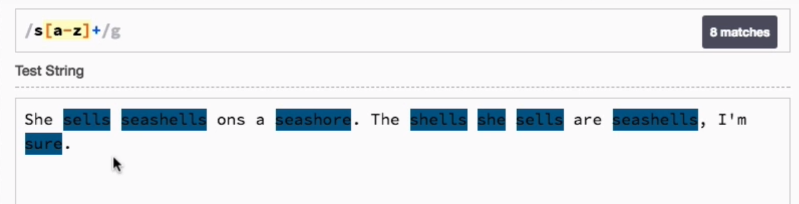 /s[a-z]+/g
8 matches
Test String
She sells seashells ons a seashore. The shells she sells are seashells, I'm
sure.